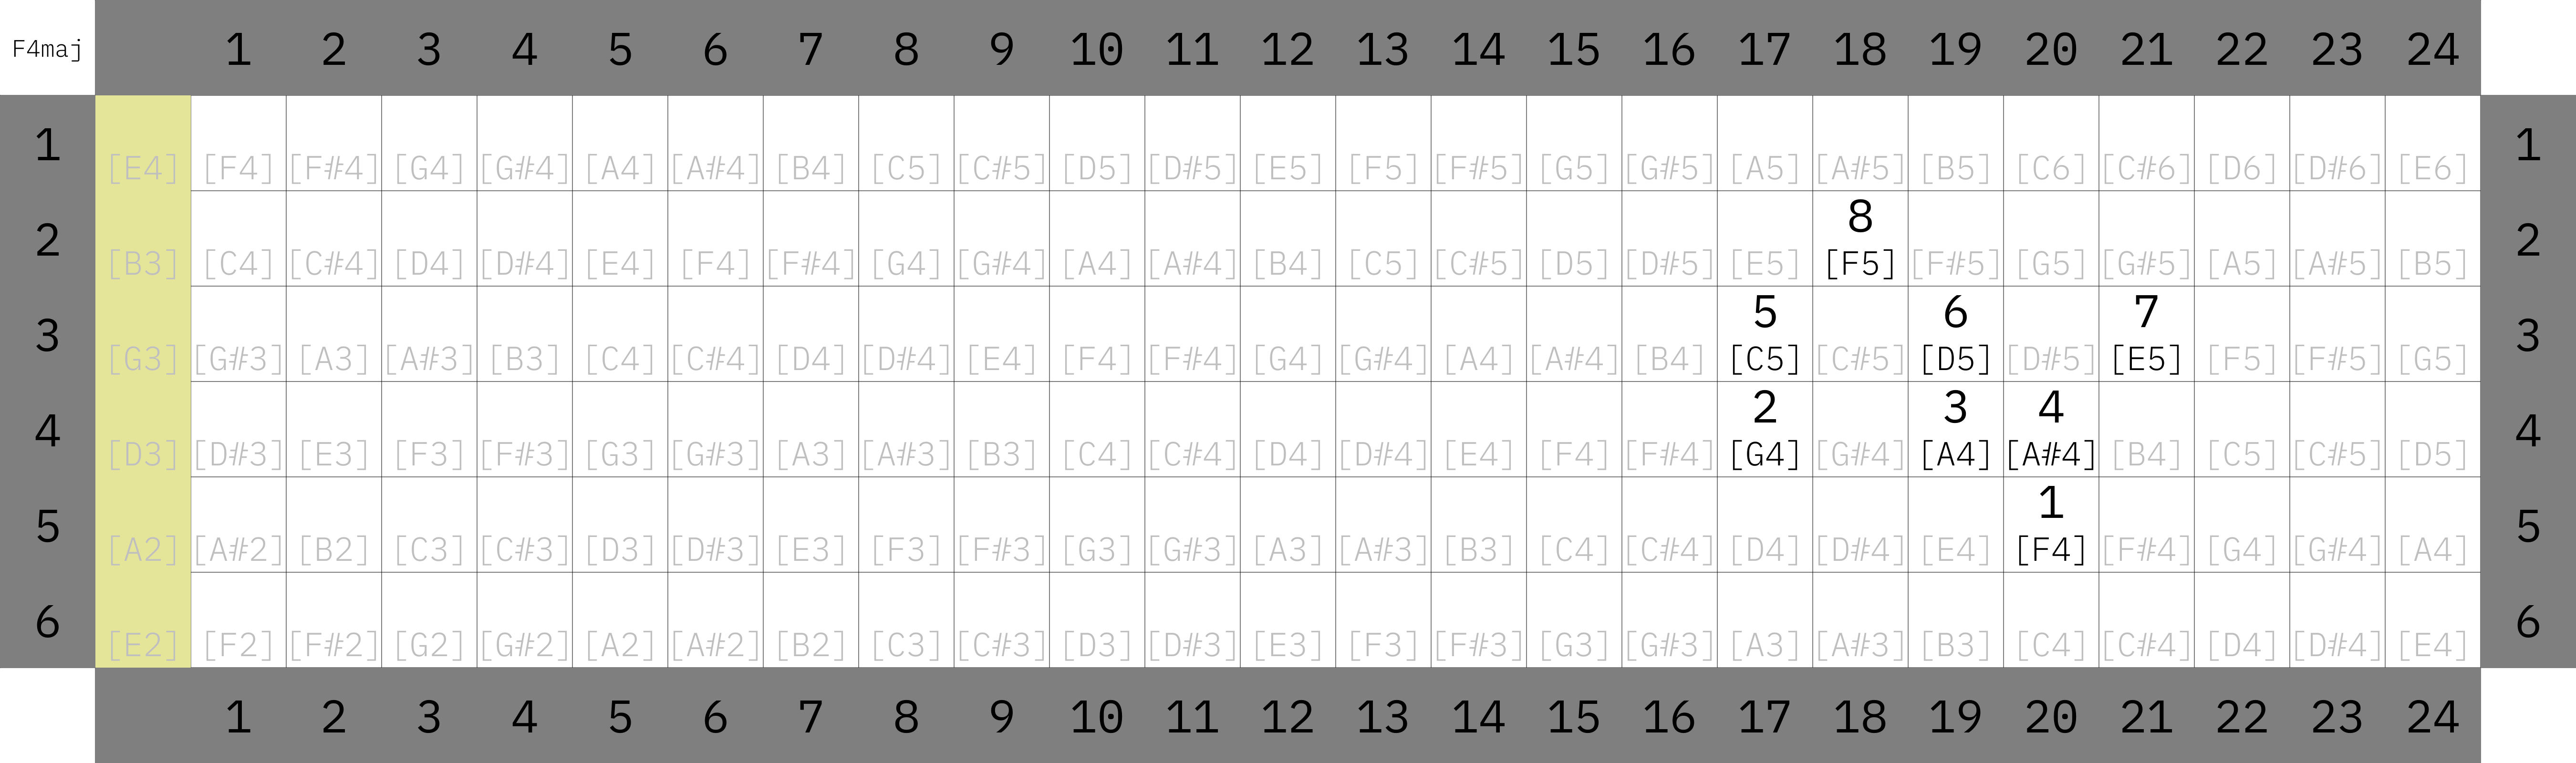 F4maj 1 2 3 4 5 6 7 8 9 10 11 12 13 14 15 16 17 18 19 20 21 22 23 24
1 [E4] [F4] [F#4] [G4] [G#4] [A4] [A#4] [B4] [C5] [C#5] [D5] [D#5] [E5] [F5] [F#5] [G5] [G#5] [A5] [A#5] [B5] [C6] [C#6] [D6] [D#6] [E6] 1
8
2 [B3] [C4] [C#4] [D4] [D#4] [E4] [F4] [F#4] [G4] [G#4] [A4] [A#4] [B4] [C5] [C#5] [D5] [D#5] [E5] [F5] [F#5] [G5] [G#5] [A5] [A#5] [B5] 2
5 6 7
3 [G3] [G#3] [A3] [A#3] [B3] [C4] [C#4] [D4] [D#4] [E4] [F4] [F#4] [G4] [G#4] [A4] [A#4] [B4] [C5] [C#5] [D5] [D#5] [E5] [F5] [F#5] [G5] 3
2 3 4
4 [D3] [D#3] [E3] [F3] [F#3] [G3] [G#3] [A3] [A#3] [B3] [C4] [C#4] [D4] [D#4] [E4] [F4] [F#4] [G4] [G#4] [A4] [A#4] [B4] [C5] [C#5] [D5] 4
1
5 [A2] [A#2] [B2] [C3] [C#3] [D3] [D#3] [E3] [F3] [F#3] [G3] [G#3] [A3] [A#3] [B3] [C4] [C#4] [D4] [D#4] [E4] [F4] [F#4] [G4] [G#4] [A4] 5
6 [E2] [F2] [F#2] [G2] [G#2] [A2] [A#2] [B2] [C3] [C#3] [D3] [D#3] [E3] [F3] [F#3] [G3] [G#3] [A3] [A#3] [B3] [C4] [C#4] [D4] [D#4] [E4] 6
1 2 3 4 5 6 7 8 9 10 11 12 13 14 15 16 17 18 19 20 21 22 23 24